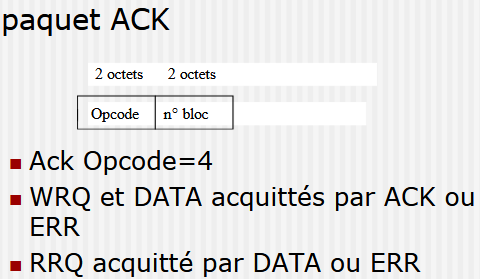 paquet ACK
2 octets 2 octets
Opcode n° bloc
Ack Opcode=4
WRQ et DATA acquittés par ACK ou
ERR
RRQ acquitté par DATA ou ERR